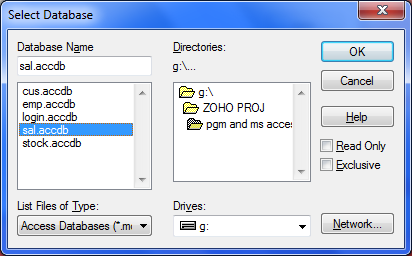 Select Database
Database Name
sal.accdb
cus.accdb
emp.accdb
login.accdb
sal.accdb
stock.accdb
List Files of Type:
Access Databases (*.m
Directories:
g:\...
g:\
ZOHO PROJ
pgm and ms acces
Drives:
g:
OK
Cancel
Help
Read Only
Exclusive
Network...